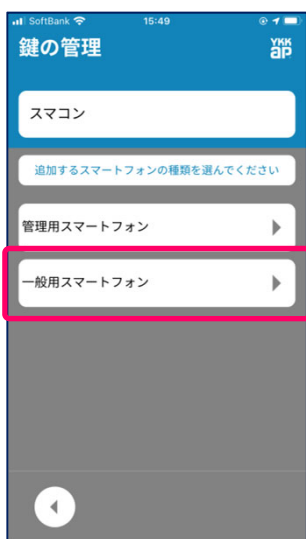 SoftBank 15:49
鍵の管理
YKK
ap
スマコン
追加するスマートフォンの種類を選んでください
管理用スマートフォン
一般用スマートフォン